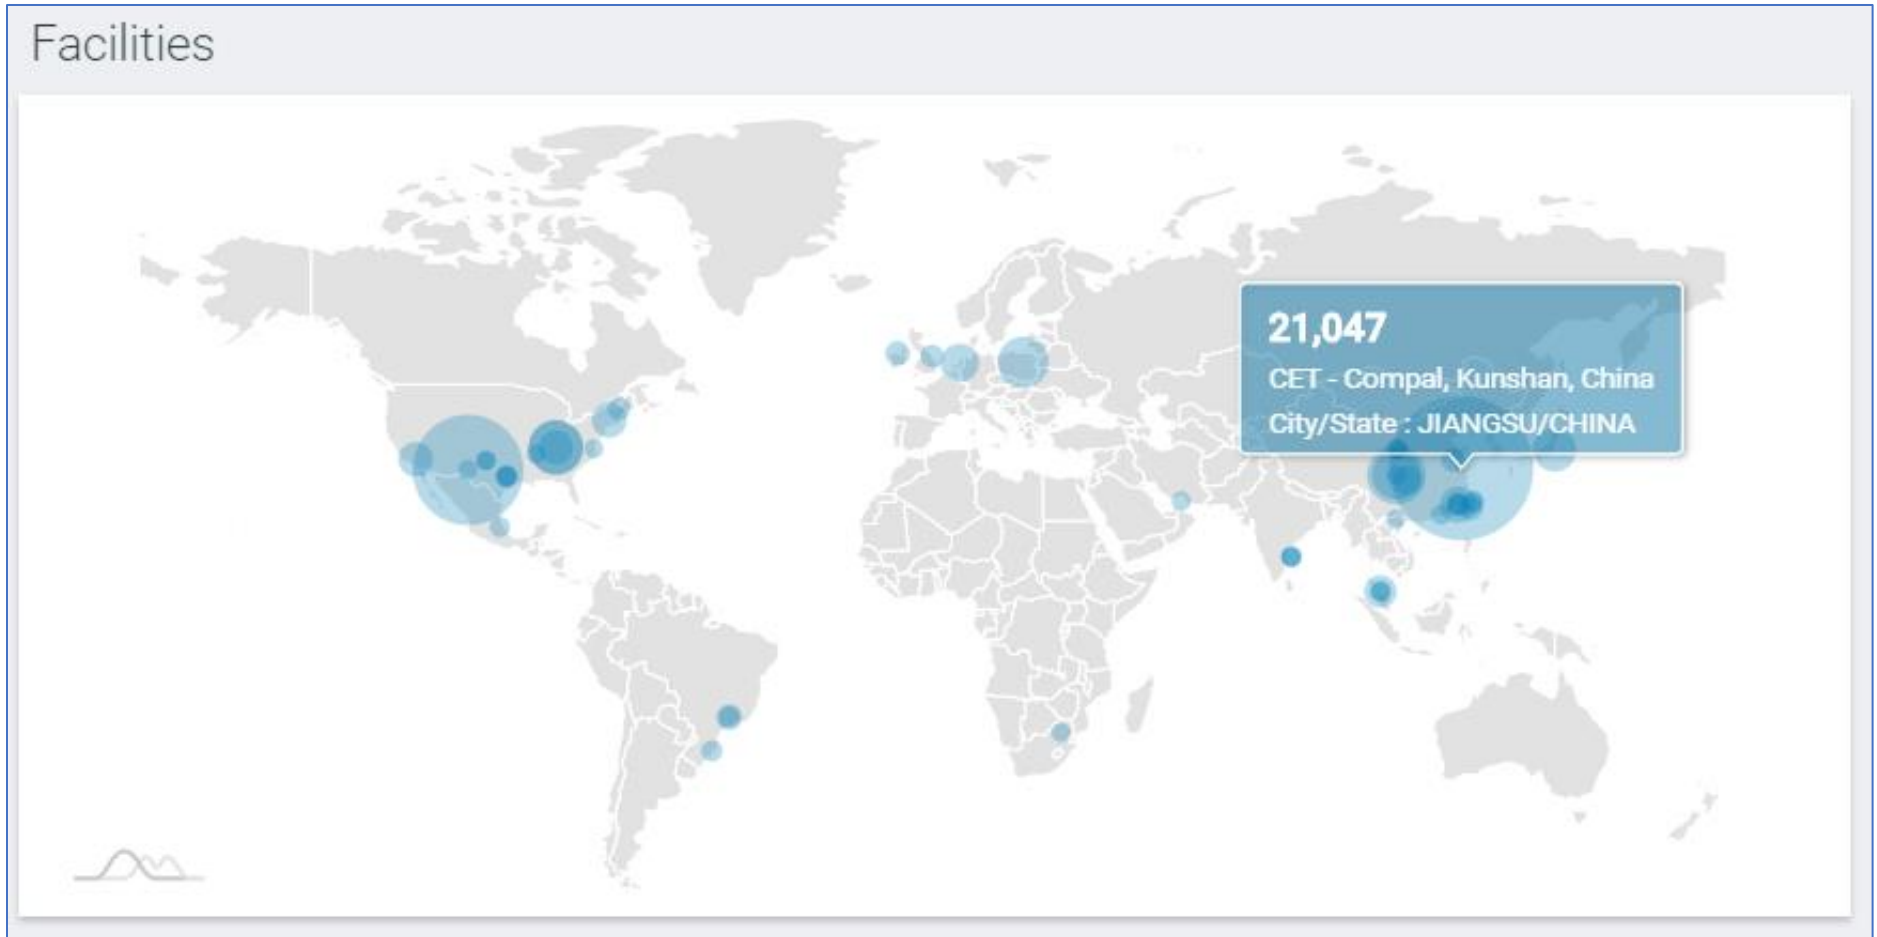 Facilities
21,047
CET - Compal, Kunshan, China
City/State : JIANGSU/CHINA